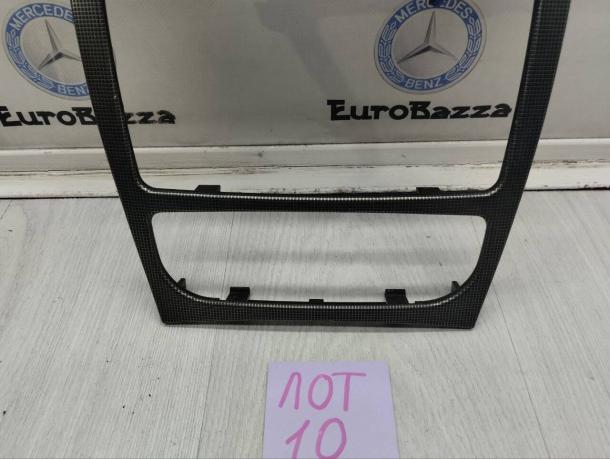 MERCEDES
BENZ
MERCEDES
BENZ
EuroBazza
EuroBazza
ЛОТ
10